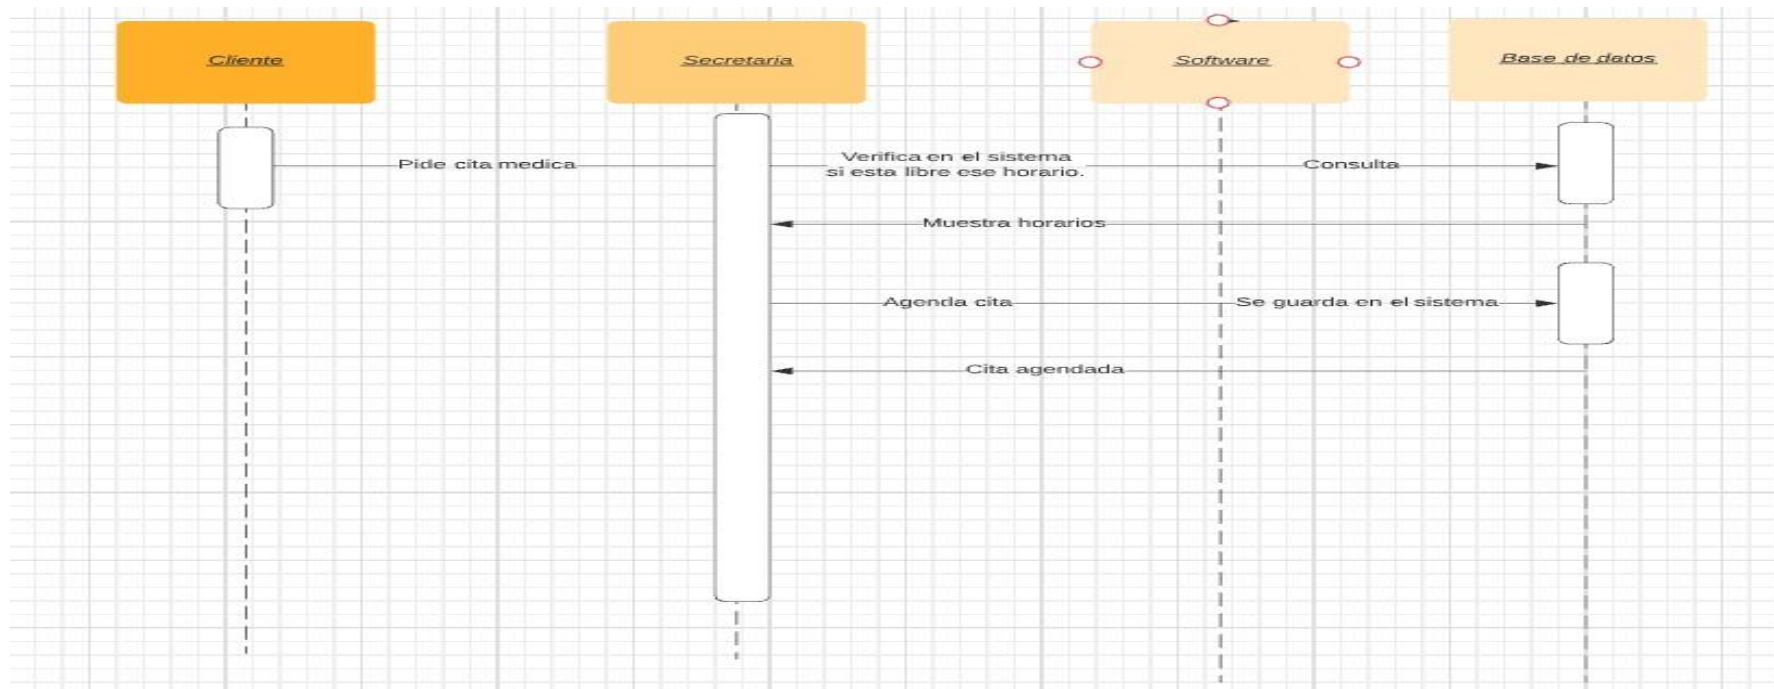 Cliente
Secretaria
Software
Base de datos
Pide cita medica
Verifica en el sistema
si esta libre ese horario.
Consulta
Muestra horarios
Agenda cita
Se guarda en el sistema
Cita agendada